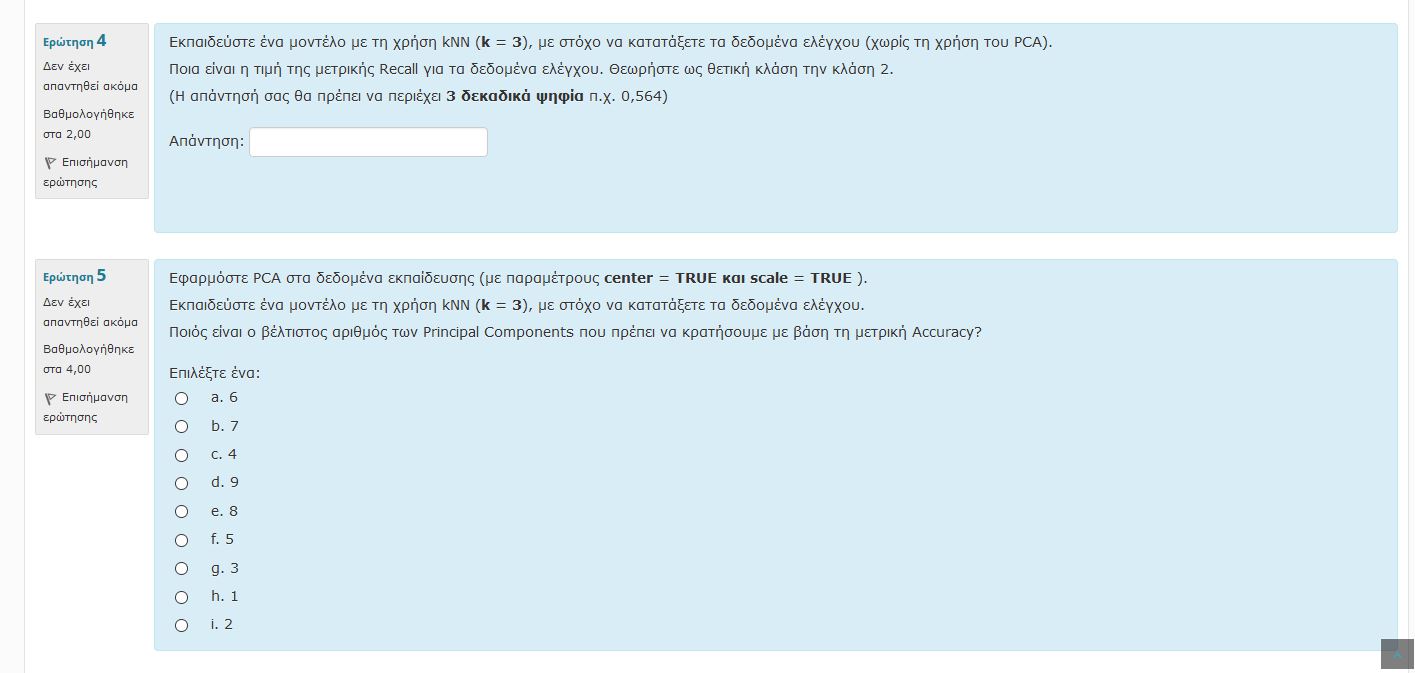 Ερώτηση 4
Δεν έχει
απαντηθεί ακόμα
Βαθμολογήθηκε
στα 2,00
Επισήμανση
ερώτησης
Εκπαιδεύστε ένα μοντέλο με τη χρήση kNN (k = 3), με στόχο να κατατάξετε τα δεδομένα ελέγχου (χωρίς τη χρήση του PCA).
Ποια είναι η τιμή της μετρικής Recall για τα δεδομένα ελέγχου. Θεωρήστε ως θετική κλάση την κλάση 2.
(Η απάντησή σας θα πρέπει να περιέχει 3 δεκαδικά ψηφία π.χ. 0,564)
Απάντηση:
Ερώτηση 5
Δεν έχει
απαντηθεί ακόμα
Βαθμολογήθηκε
στα 4,00
Επισήμανση
ερώτησης
Εφαρμόστε PCA στα δεδομένα εκπαίδευσης (με παραμέτρους center = TRUE και scale = TRUE ).
Εκπαιδεύστε ένα μοντέλο με τη χρήση kNN (k = 3), με στόχο να κατατάξετε τα δεδομένα ελέγχου.
Ποιός είναι ο βέλτιστος αριθμός των Principal Components που πρέπει να κρατήσουμε με βάση τη μετρική Accuracy?
Επιλέξτε ένα:
a. 6
b. 7
c. 4
d. 9
e. 8
f. 5
g. 3
h. 1
i. 2